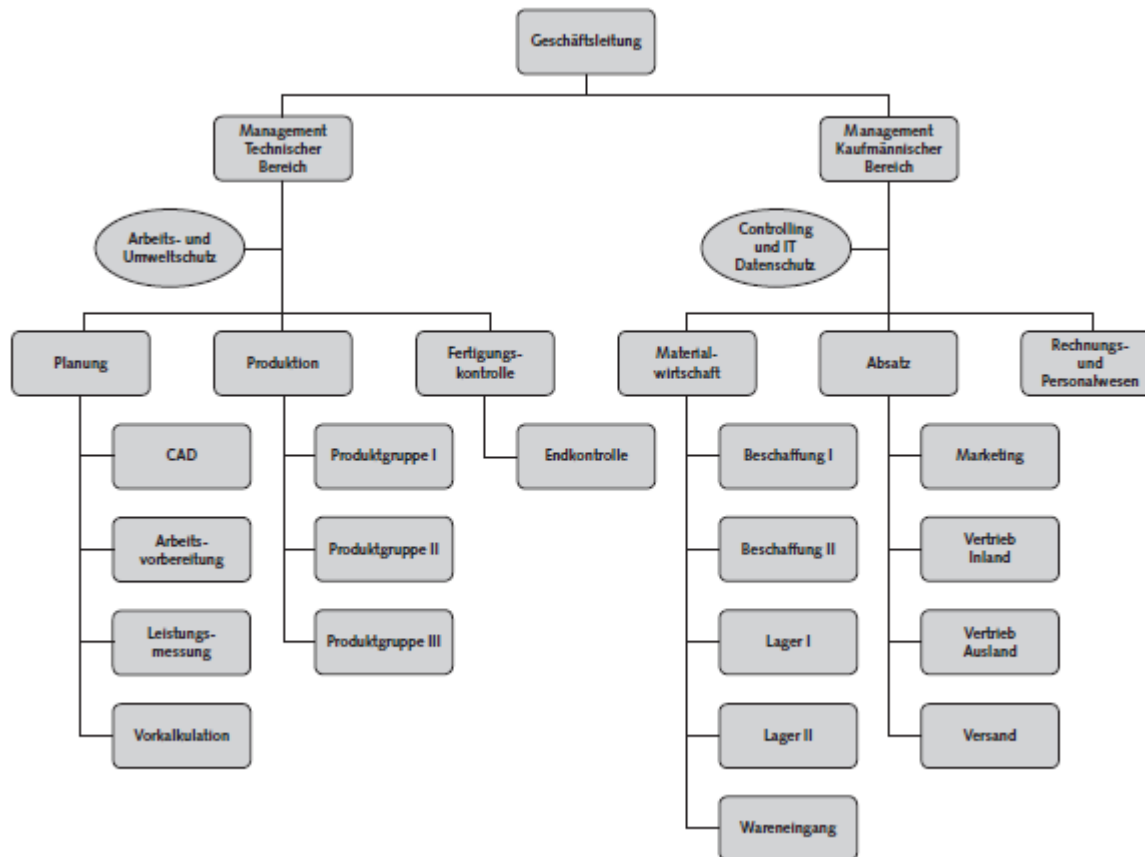 Geschäftsleitung
Management
Technischer
Bereich
Management
Kaufmännischer
Bereich
Arbeits- und
Umweltschutz
Controlling
und IT
Datenschutz
Planung
Produktion
Fertigungs-
kontrolle
Material-
wirtschaft
Absatz
Rechnungs-
und
Personalwesen
CAD
Produktgruppe I
Endkontrolle
Beschaffung I
Marketing
Arbeits-
vorbereitung
Produktgruppe II
Beschaffung II
Vertrieb
Inland
Leistungs-
messung
Produktgruppe III
Lager I
Vertrieb
Ausland
Vorkalkulation
Lager II
Versand
Wareneingang